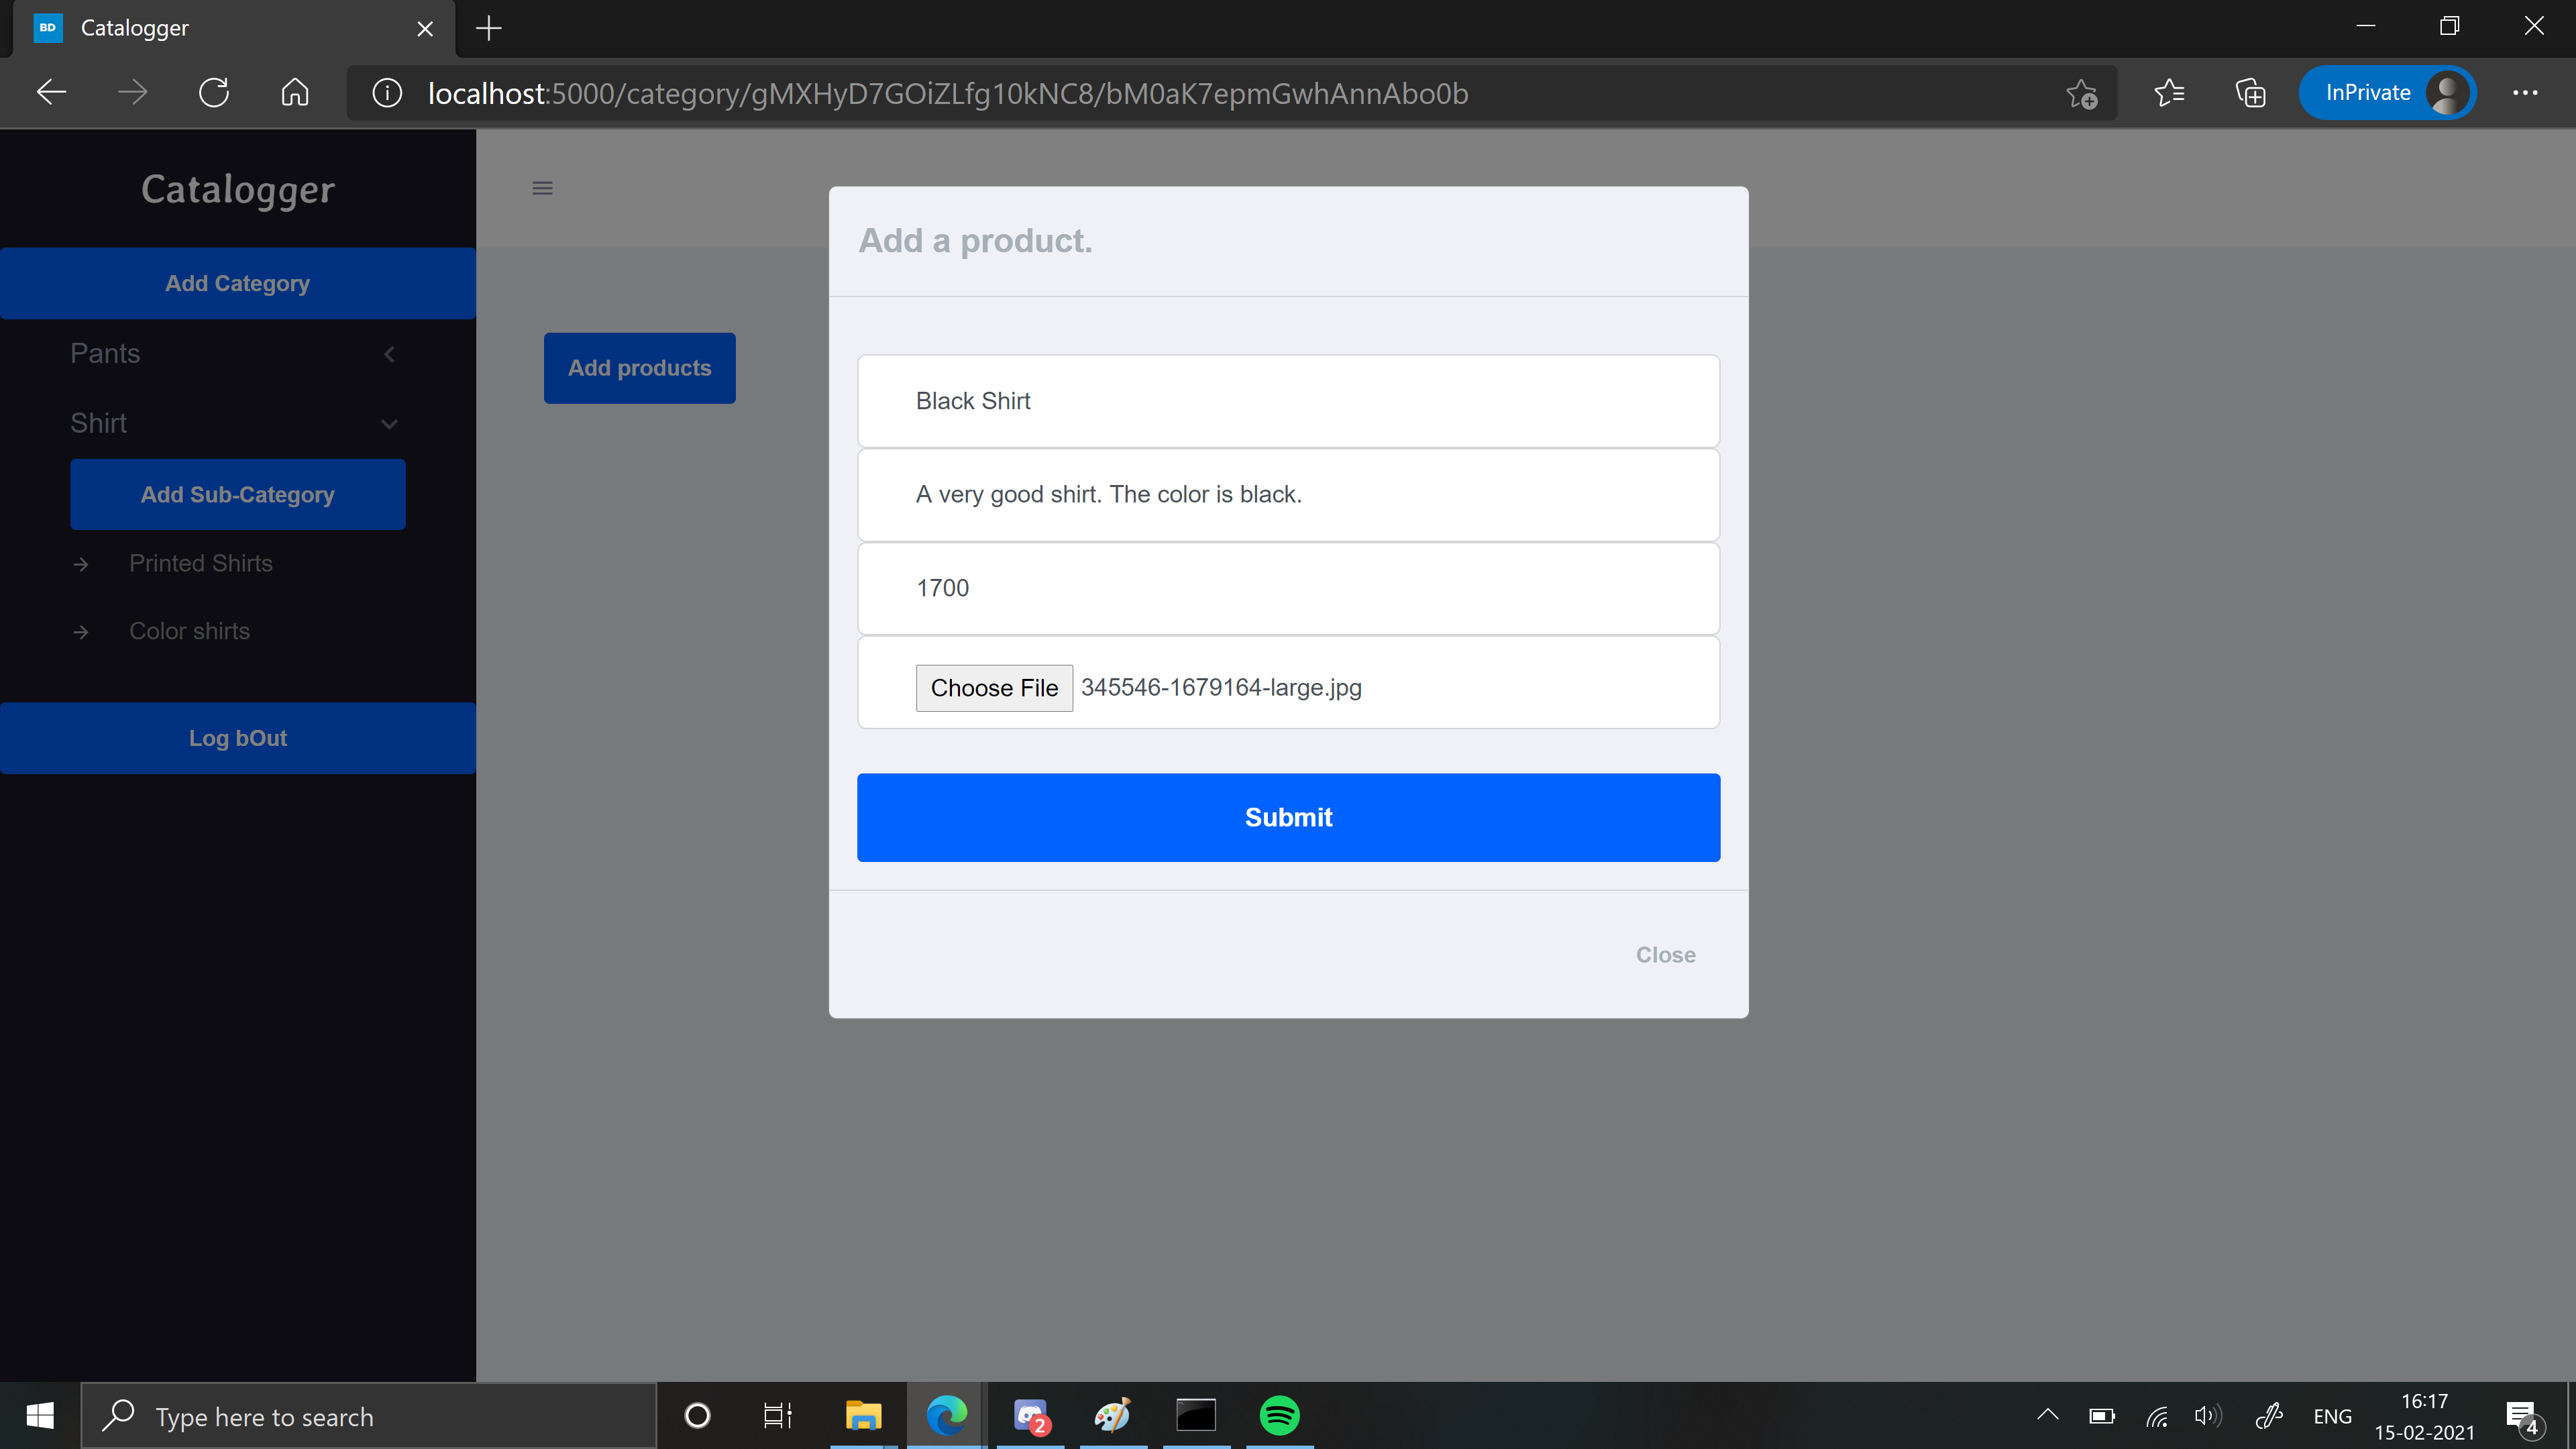 BD Catalogger
localhost:5000/category/gMXHyD7GOiZLfg10kNC8/bM0aK7epmGwhAnnAbo0b
InPrivate
Catalogger
Add Category
Pants
Shirt
Add Sub-Category
Printed Shirts
Color shirts
Log bOut
Add products
Add a product.
Black Shirt
A very good shirt. The color is black.
1700
Choose File 345546-1679164-large.jpg
Submit
Close
Type here to search
2
ENG
16:17
15-02-2021
4